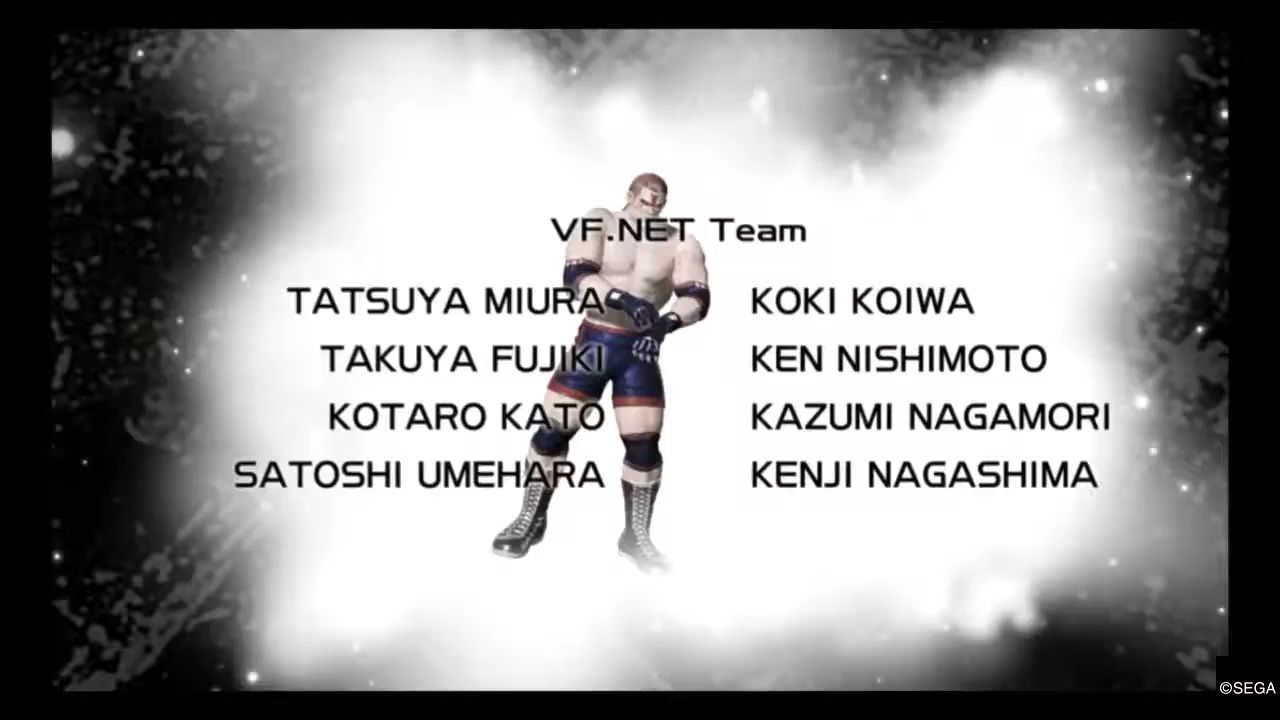 VF.NET Team
TATSUYA MIURA KOKI KOIWA
TAKUYA FUJIKI KEN NISHIMOTO
KOTARO KATO KAZUMI NAGAMORI
SATOSHI UMEHARA KENJI NAGASHIMA
©SEGA